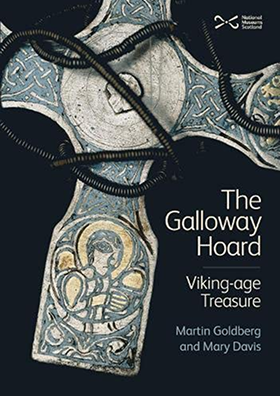 National
Museums
Scotland
The
Galloway
Hoard
Viking-age
Treasure
Martin Goldberg
and Mary Davis